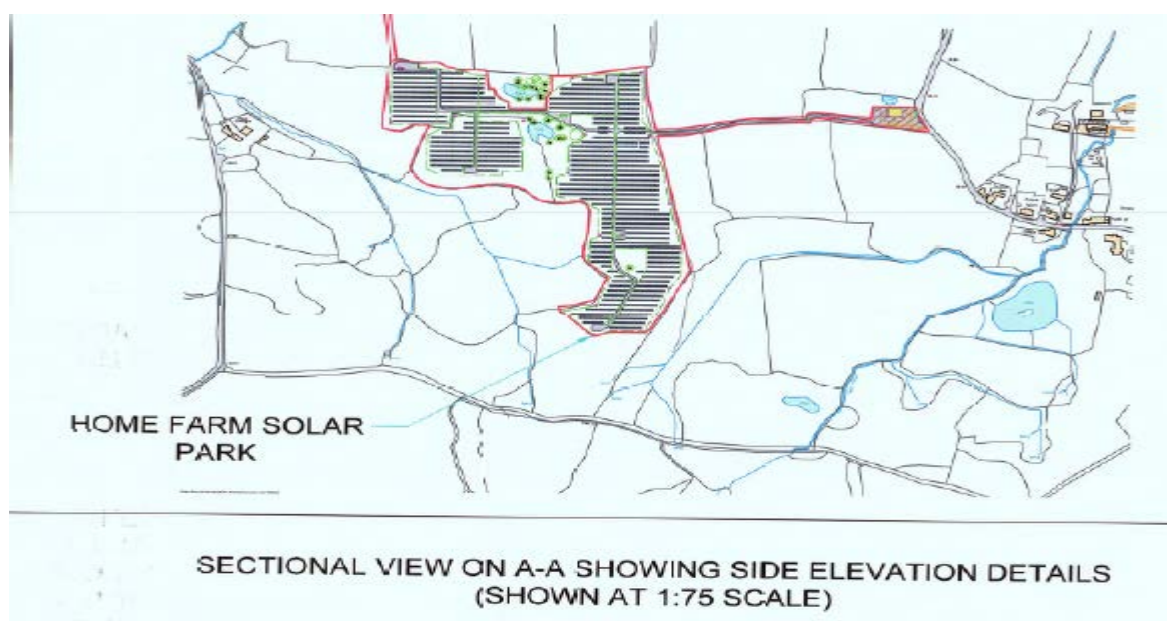 HOME FARM SOLAR
PARK
SECTIONAL VIEW ON A-A SHOWING SIDE ELEVATION DETAILS
(SHOWN AT 1:75 SCALE)